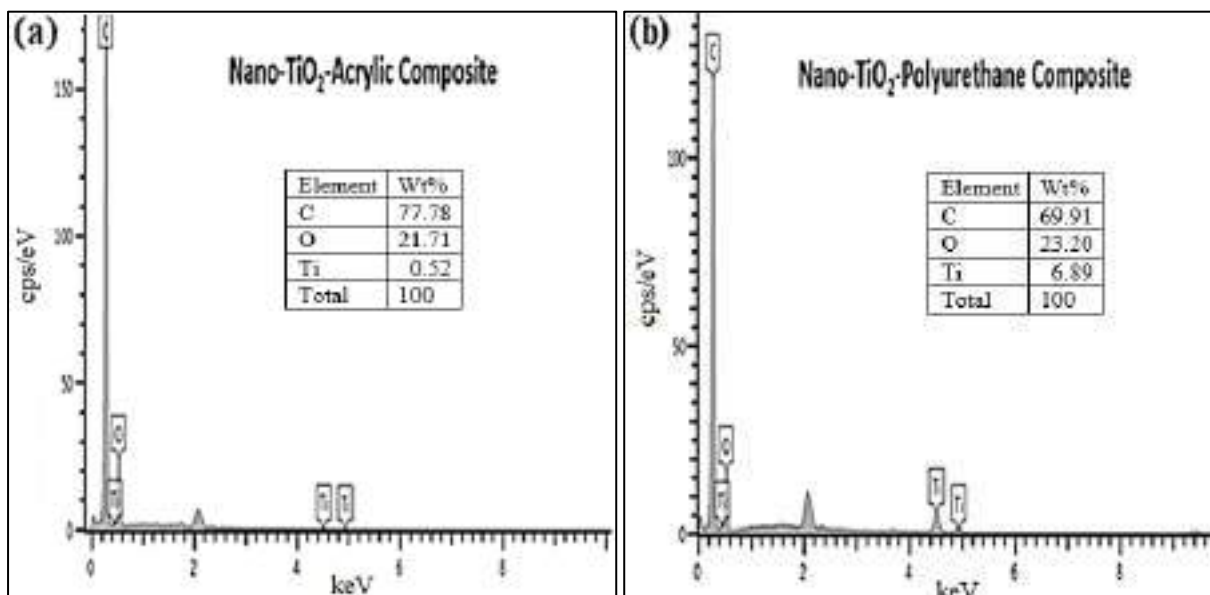 (a)
C
Nano-TiO₂-Acrylic Composite
150
Element Wt%
C 77.78
O 21.71
Ti 0.52
Total 100
100
cps/eV
50
O
Ti
Ti Ti
0
0 2 4 6 8
keV
(b)
C
Nano-TiO₂-Polyurethane Composite
100
Element Wt%
C 69.91
O 23.20
Ti 6.89
Total 100
cps/eV
50
O
Ti
Ti Ti
0
0 2 4 6 8
keV